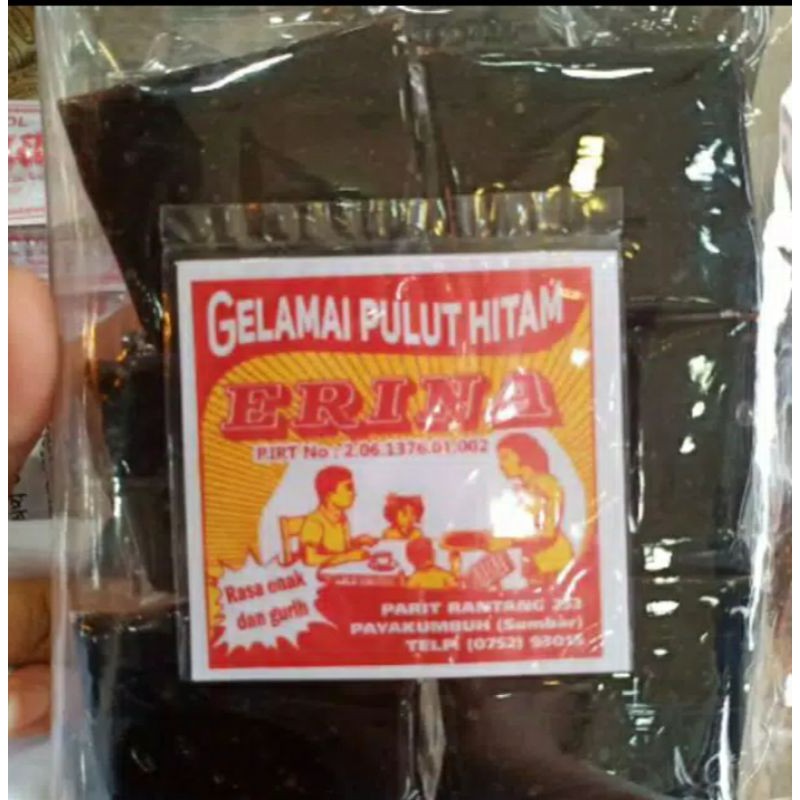 GELAMAI PULUT HITAM
ERINA
P.IRT No : 2.06.1376.01.002
Rasa enak
dan gurih
PARIT RANTANG 253
PAYAKUMBUH (Sumbar)
TELP. (0752) 93015